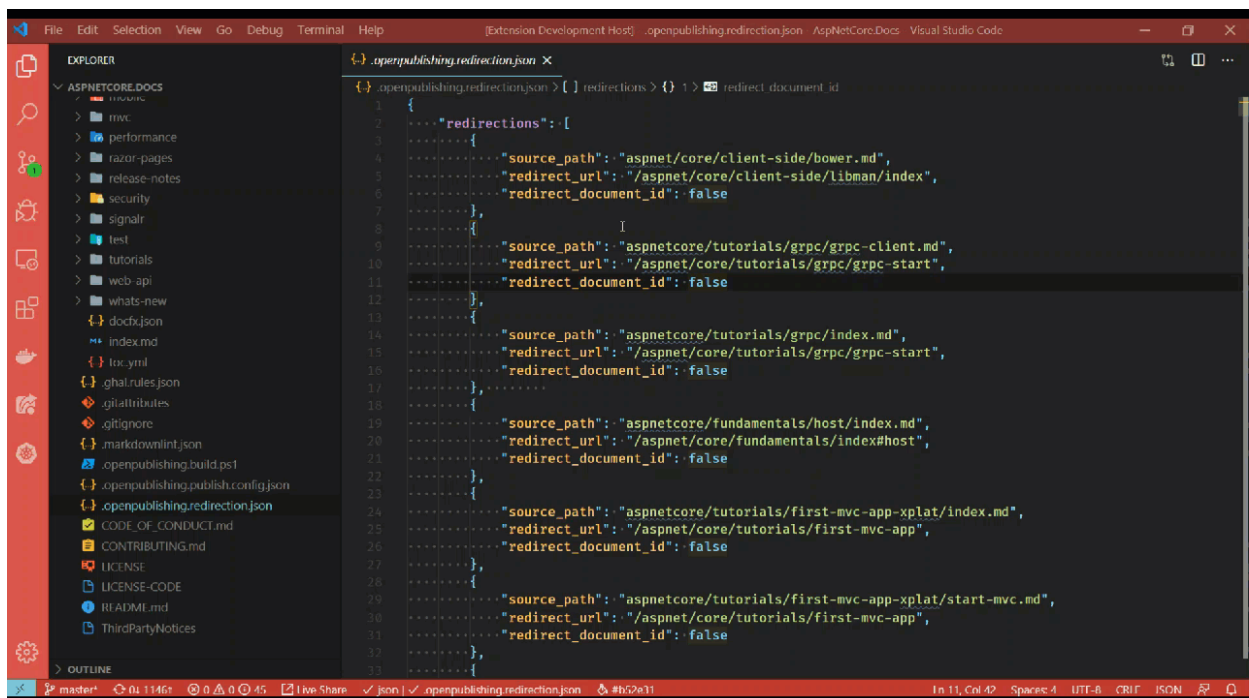 File Edit Selection View Go Debug Terminal Help
[Extension Development Host] .openpublishing.redirection.json AspNetCore.Docs Visual Studio Code
EXPLORER
ASPNETCORE.DOCS
mobile
mvc
performance
razor-pages
release-notes
security
signalr
test
tutorials
web-api
whats-new
docfx.json
index.md
toc.yml
.ghal.rules.json
.gitattributes
.gitignore
.markdownlint.json
.openpublishing.build.ps1
.openpublishing.publish.config.json
.openpublishing.redirection.json
CODE_OF_CONDUCT.md
CONTRIBUTING.md
LICENSE
LICENSE-CODE
README.md
ThirdPartyNotices
OUTLINE
{..} .openpublishing.redirection.json ×
{..} .openpublishing.redirection.json > [ ] redirections > {} 1 > redirect_document_id
1 {
2 "redirections": [
3 {
4 "source_path": "aspnet/core/client-side/bower.md",
5 "redirect_url": "/aspnet/core/client-side/libman/index",
6 "redirect_document_id": false
7 },
8 {
9 "source_path": "aspnetcore/tutorials/grpc/grpc-client.md",
10 "redirect_url": "/aspnet/core/tutorials/grpc/grpc-start",
11 "redirect_document_id": false
12 },
13 {
14 "source_path": "aspnetcore/tutorials/grpc/index.md",
15 "redirect_url": "/aspnet/core/tutorials/grpc/grpc-start",
16 "redirect_document_id": false
17 },
18 {
19 "source_path": "aspnetcore/fundamentals/host/index.md",
20 "redirect_url": "/aspnet/core/fundamentals/index#host",
21 "redirect_document_id": false
22 },
23 {
24 "source_path": "aspnetcore/tutorials/first-mvc-app-xplat/index.md",
25 "redirect_url": "/aspnet/core/tutorials/first-mvc-app",
26 "redirect_document_id": false
27 },
28 {
29 "source_path": "aspnetcore/tutorials/first-mvc-app-xplat/start-mvc.md",
30 "redirect_url": "/aspnet/core/tutorials/first-mvc-app",
31 "redirect_document_id": false
32 },
33 {
master* 0↓ 1146↑ 0 0 45 Live Share json | .openpublishing.redirection.json #b52e31 Ln 11, Col 42 Spaces: 4 UTF-8 CRLF JSON